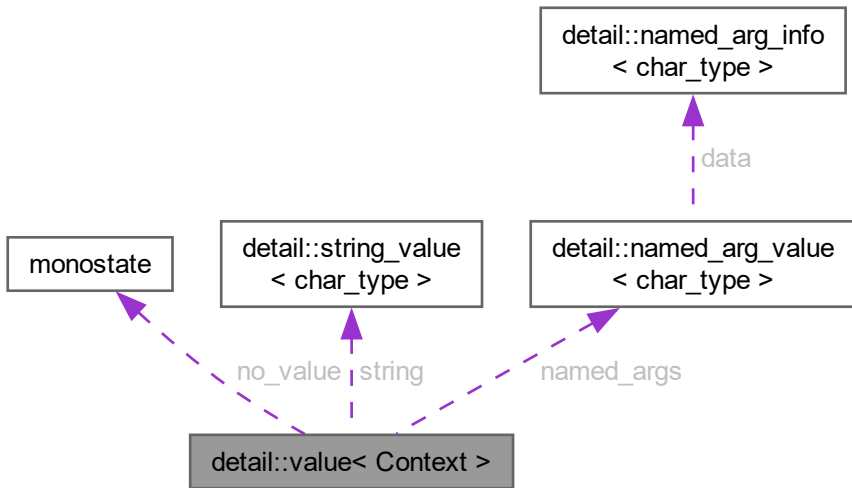 detail::named_arg_info
< char_type >
data
monostate
detail::string_value
< char_type >
detail::named_arg_value
< char_type >
no_value
string
named_args
detail::value< Context >